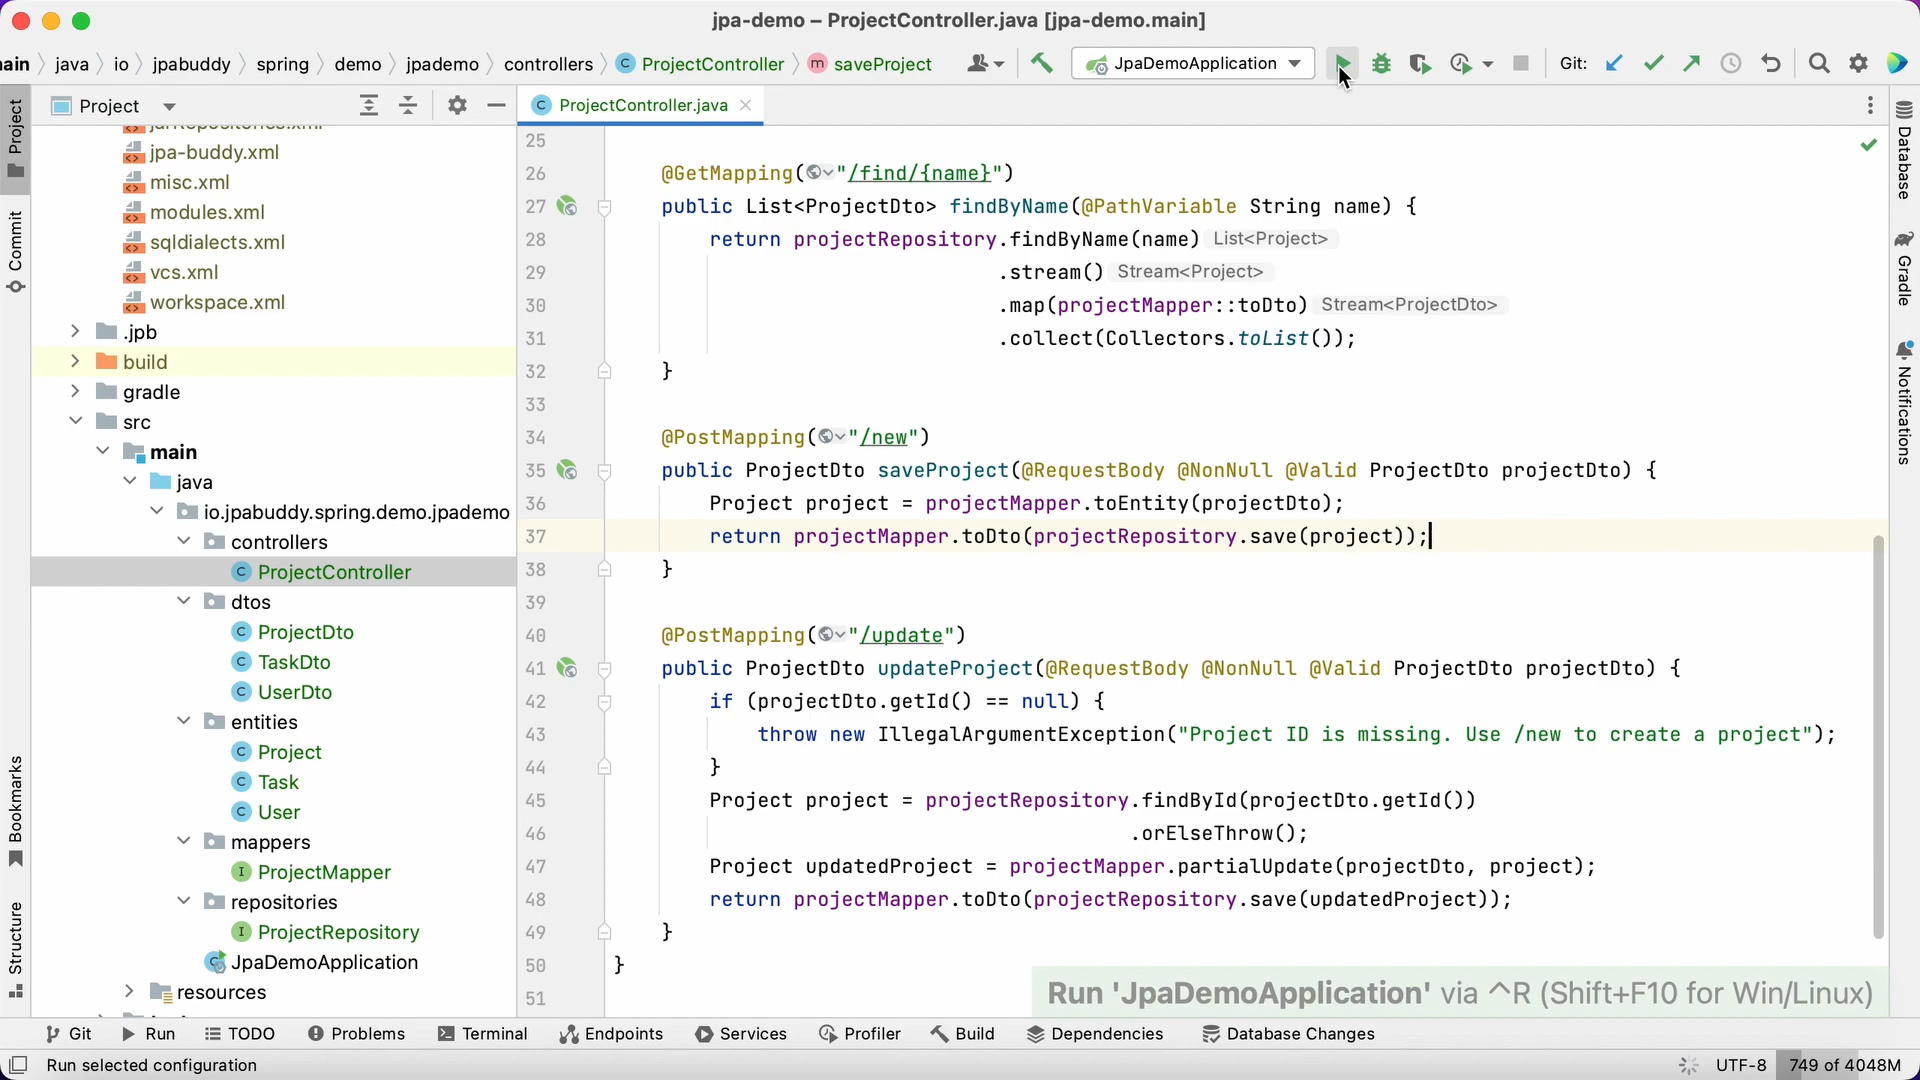 jpa-demo – ProjectController.java [jpa-demo.main]
ain java io jpabuddy spring demo jpademo controllers ProjectController saveProject
JpaDemoApplication
Git:
Project
ProjectController.java
jarRepositories.xml
jpa-buddy.xml
misc.xml
modules.xml
sqldialects.xml
vcs.xml
workspace.xml
.jpb
build
gradle
src
main
java
io.jpabuddy.spring.demo.jpademo
controllers
ProjectController
dtos
ProjectDto
TaskDto
UserDto
entities
Project
Task
User
mappers
ProjectMapper
repositories
ProjectRepository
JpaDemoApplication
resources
Project
Commit
Bookmarks
Structure
25
26 @GetMapping("/find/{name}")
27 public List<ProjectDto> findByName(@PathVariable String name) {
28 return projectRepository.findByName(name) List<Project>
29 .stream() Stream<Project>
30 .map(projectMapper::toDto) Stream<ProjectDto>
31 .collect(Collectors.toList());
32 }
33
34 @PostMapping("/new")
35 public ProjectDto saveProject(@RequestBody @NonNull @Valid ProjectDto projectDto) {
36 Project project = projectMapper.toEntity(projectDto);
37 return projectMapper.toDto(projectRepository.save(project));
38 }
39
40 @PostMapping("/update")
41 public ProjectDto updateProject(@RequestBody @NonNull @Valid ProjectDto projectDto) {
42 if (projectDto.getId() == null) {
43 throw new IllegalArgumentException("Project ID is missing. Use /new to create a project");
44 }
45 Project project = projectRepository.findById(projectDto.getId())
46 .orElseThrow();
47 Project updatedProject = projectMapper.partialUpdate(projectDto, project);
48 return projectMapper.toDto(projectRepository.save(updatedProject));
49 }
50 }
51
Run 'JpaDemoApplication' via ^R (Shift+F10 for Win/Linux)
Database
Gradle
Notifications
Git Run TODO Problems Terminal Endpoints Services Profiler Build Dependencies Database Changes
Run selected configuration
UTF-8 749 of 4048M